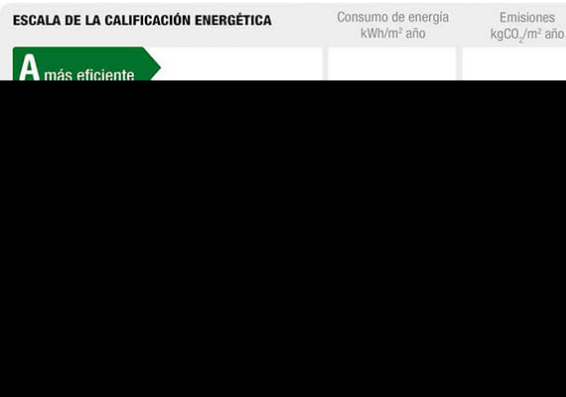 ESCALA DE LA CALIFICACIÓN ENERGÉTICA
Consumo de energía
kWh/m² año
Emisiones
kgCO₂/m² año
A más eficiente